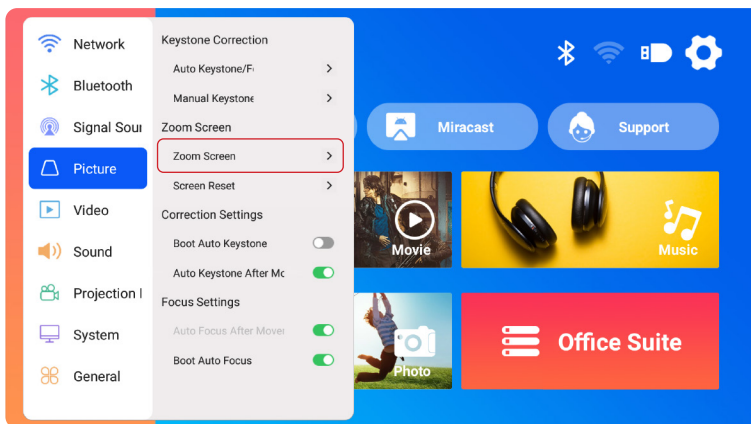 Network
Bluetooth
Signal Sour
Picture
Video
Sound
Projection
System
General
Keystone Correction
Auto Keystone/F
Manual Keystone
Zoom Screen
Zoom Screen
Screen Reset
Correction Settings
Boot Auto Keystone
Auto Keystone After Mo
Focus Settings
Auto Focus After Mover
Boot Auto Focus
Miracast
Support
Movie
Music
Photo
Office Suite